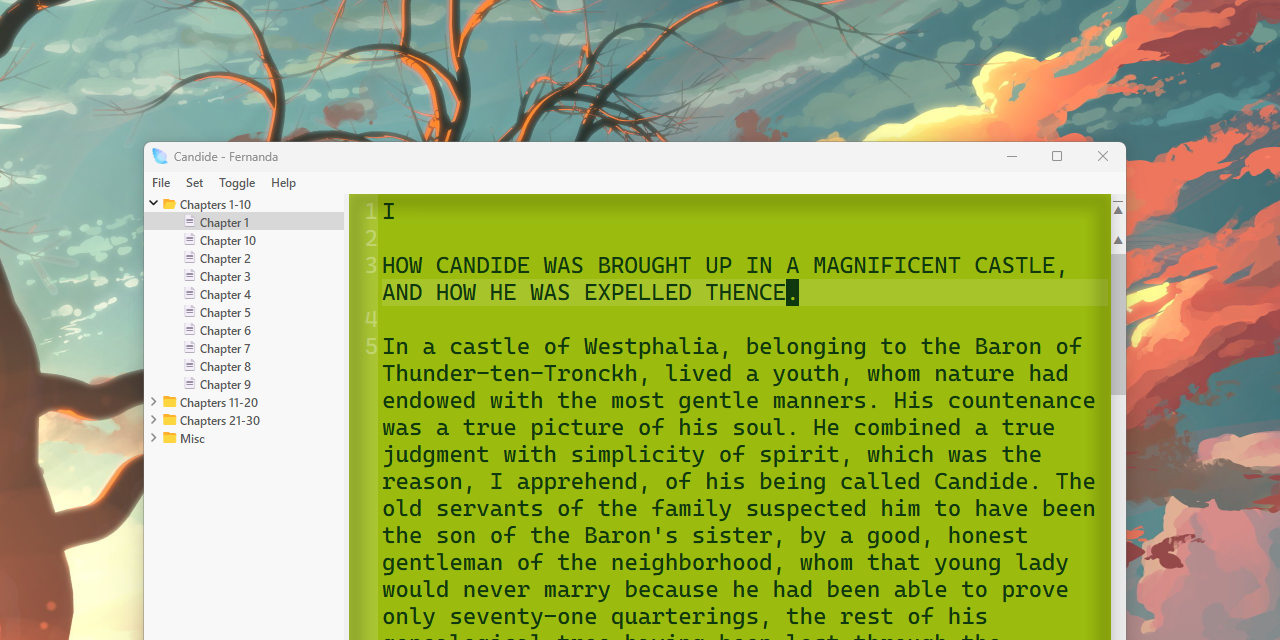 Candide - Fernanda
File Set Toggle Help
Chapters 1-10
Chapter 1
Chapter 10
Chapter 2
Chapter 3
Chapter 4
Chapter 5
Chapter 6
Chapter 7
Chapter 8
Chapter 9
Chapters 11-20
Chapters 21-30
Misc
1 I
2
3 HOW CANDIDE WAS BROUGHT UP IN A MAGNIFICENT CASTLE,
AND HOW HE WAS EXPELLED THENCE.
4
5 In a castle of Westphalia, belonging to the Baron of
Thunder-ten-Tronckh, lived a youth, whom nature had
endowed with the most gentle manners. His countenance
was a true picture of his soul. He combined a true
judgment with simplicity of spirit, which was the
reason, I apprehend, of his being called Candide. The
old servants of the family suspected him to have been
the son of the Baron's sister, by a good, honest
gentleman of the neighborhood, whom that young lady
would never marry because he had been able to prove
only seventy-one quarterings, the rest of his
genealogical tree having been lost through the